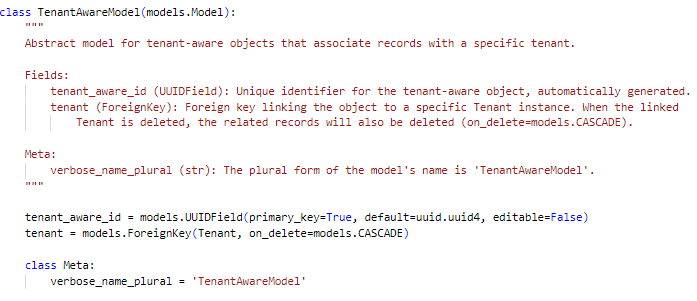 class TenantAwareModel(models.Model):
    """
    Abstract model for tenant-aware objects that associate records with a specific tenant.

    Fields:
        tenant_aware_id (UUIDField): Unique identifier for the tenant-aware object, automatically generated.
        tenant (ForeignKey): Foreign key linking the object to a specific Tenant instance. When the linked
            Tenant is deleted, the related records will also be deleted (on_delete=models.CASCADE).

    Meta:
        verbose_name_plural (str): The plural form of the model's name is 'TenantAwareModel'.
    """

    tenant_aware_id = models.UUIDField(primary_key=True, default=uuid.uuid4, editable=False)
    tenant = models.ForeignKey(Tenant, on_delete=models.CASCADE)

    class Meta:
        verbose_name_plural = 'TenantAwareModel'